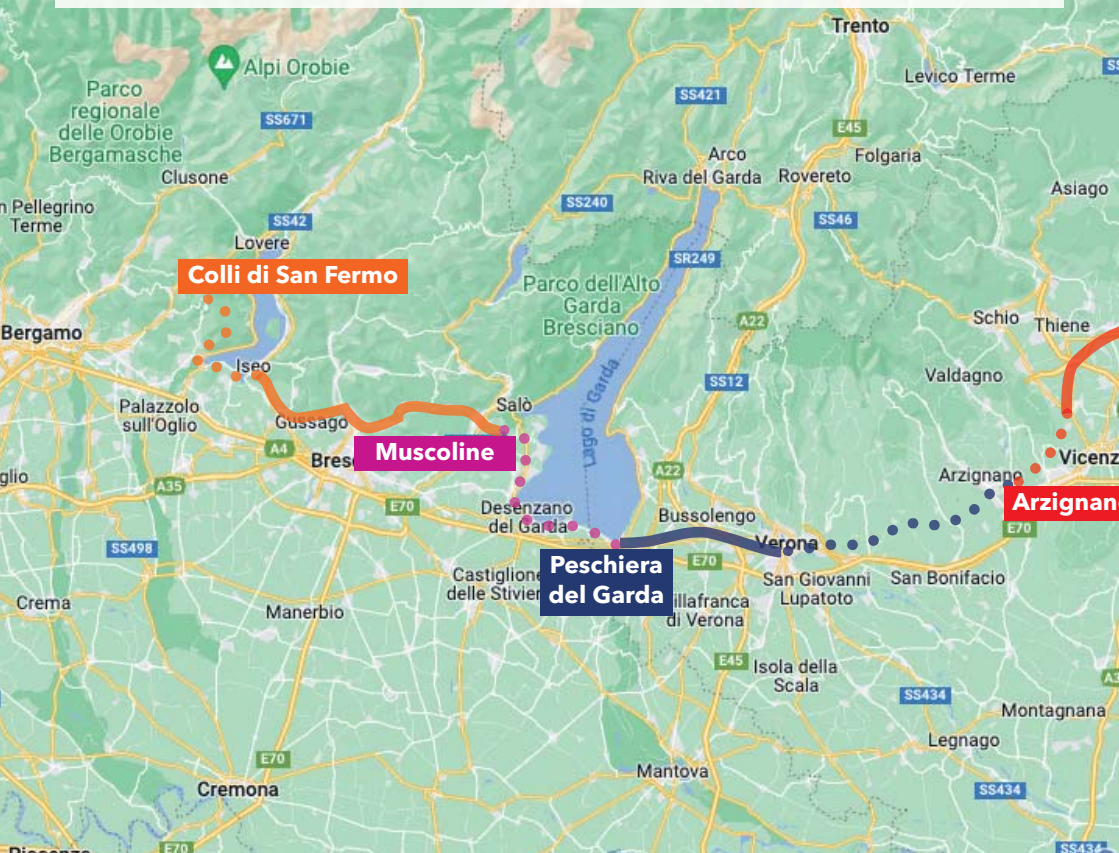 Trento
Alpi Orobie
Levico Terme
Parco
regionale
delle Orobie
Bergamasche
SS421
SS671
E45
Arco
Folgaria
Clusone
Riva del Garda
Rovereto
Asiago
n Pellegrino
Terme
SS240
SS42
SS46
Lovere
SR249
Colli di San Fermo
Parco dell'Alto
Garda
Bresciano
A22
Schio
Thiene
Bergamo
Iseo
Lago di Garda
SS12
Valdagno
Palazzolo
sull'Oglio
Gussago
Salò
A4
Muscoline
Vicenz
A22
glio
A35
Arzignano
Arzignan
E70
Desenzano
del Garda
Bussolengo
E70
SS498
Verona
Peschiera
del Garda
E70
Castiglione
delle Stivier
San Giovanni
Lupatoto
San Bonifacio
Crema
Manerbio
illafranca
di Verona
E45
Isola della
Scala
SS434
Montagnana
Legnago
E70
Mantova
Cremona
SS434
E70
SS434